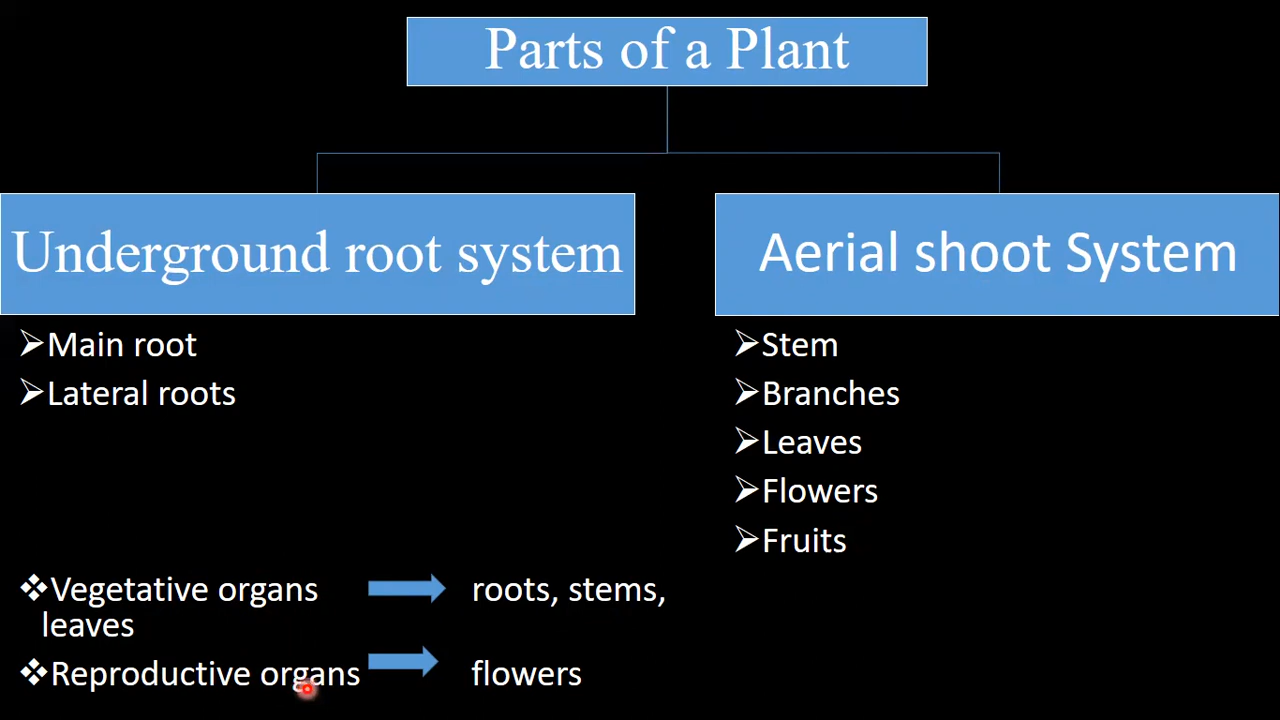 Parts of a Plant
Underground root system
Main root
Lateral roots
Aerial shoot System
Stem
Branches
Leaves
Flowers
Fruits
Vegetative organs roots, stems,
leaves
Reproductive organs flowers